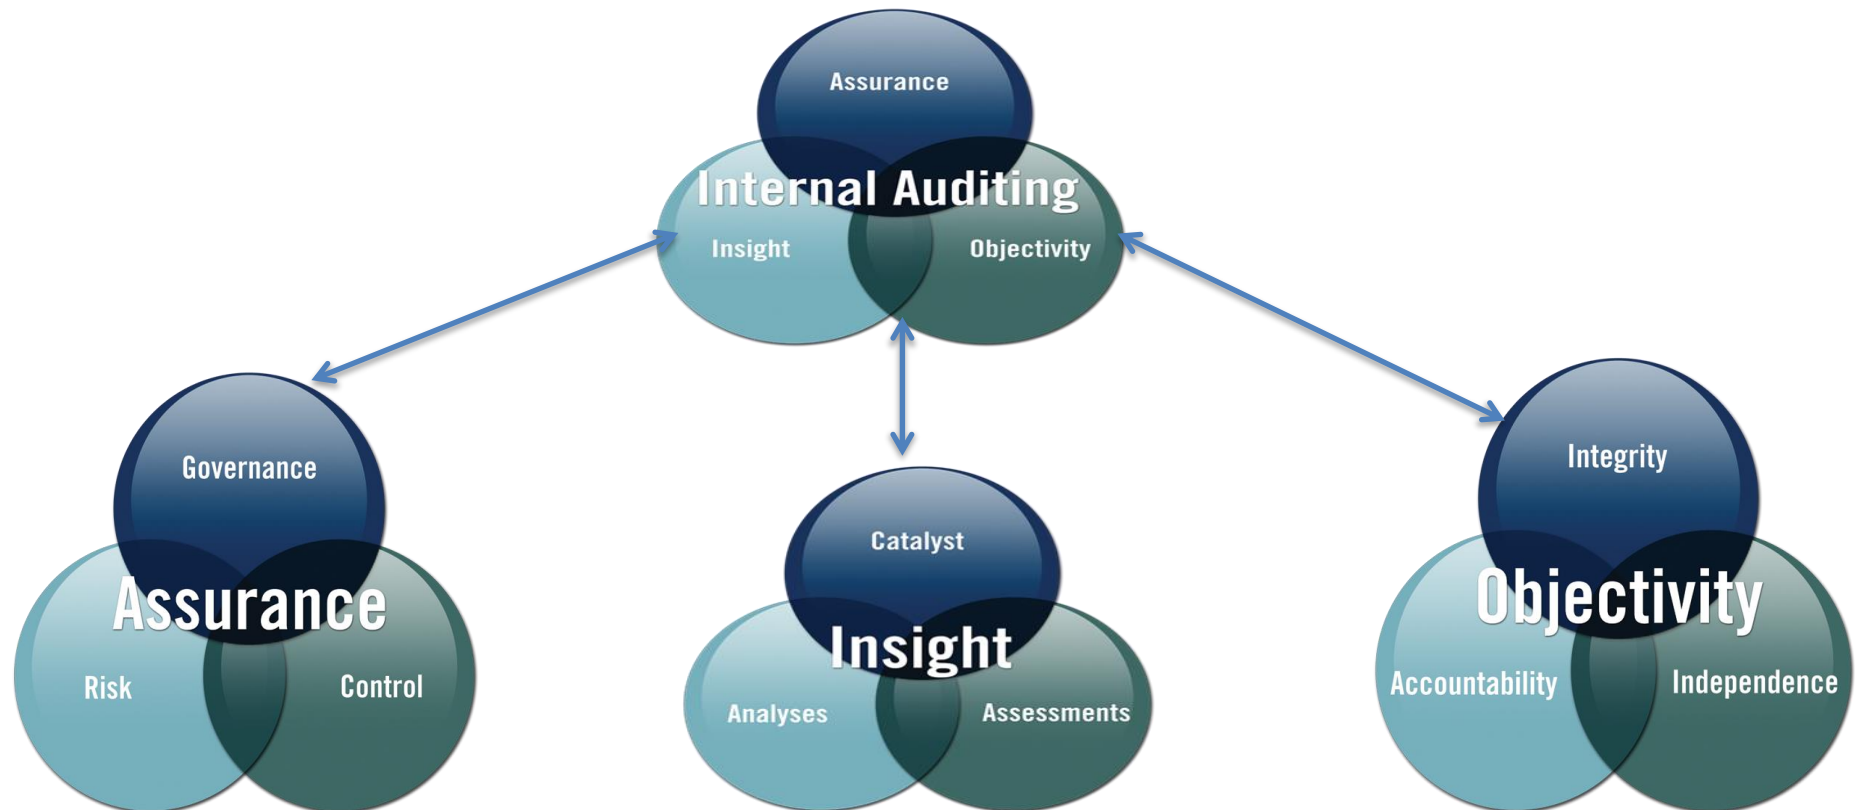 Assurance
Internal Auditing
Insight
Objectivity
Governance
Assurance
Risk
Control
Catalyst
Insight
Analyses
Assessments
Integrity
Objectivity
Accountability
Independence